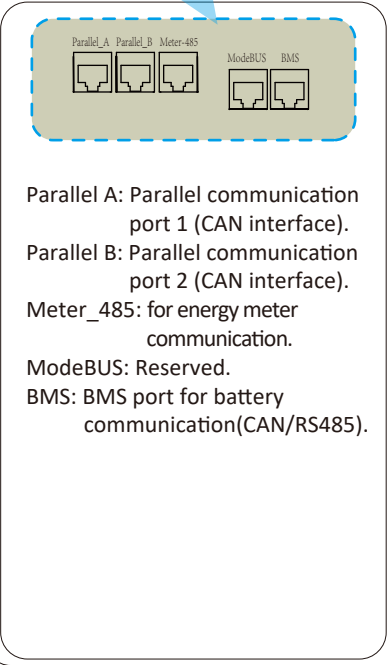 Parallel_A Parallel_B Meter-485
ModeBUS BMS
Parallel A: Parallel communication
port 1 (CAN interface).
Parallel B: Parallel communication
port 2 (CAN interface).
Meter_485: for energy meter
communication.
ModeBUS: Reserved.
BMS: BMS port for battery
communication(CAN/RS485).